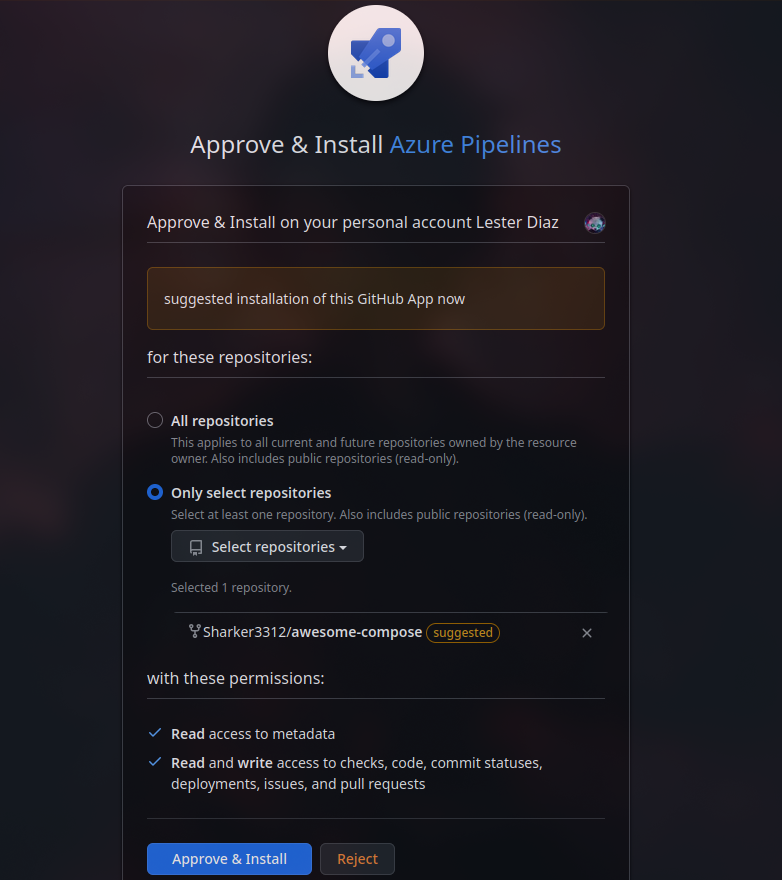 Approve & Install Azure Pipelines
Approve & Install on your personal account Lester Diaz
suggested installation of this GitHub App now
for these repositories:
All repositories
This applies to all current and future repositories owned by the resource
owner. Also includes public repositories (read-only).
Only select repositories
Select at least one repository. Also includes public repositories (read-only).
Select repositories
Selected 1 repository.
Sharker3312/awesome-compose suggested
with these permissions:
Read access to metadata
Read and write access to checks, code, commit statuses,
deployments, issues, and pull requests
Approve & Install Reject